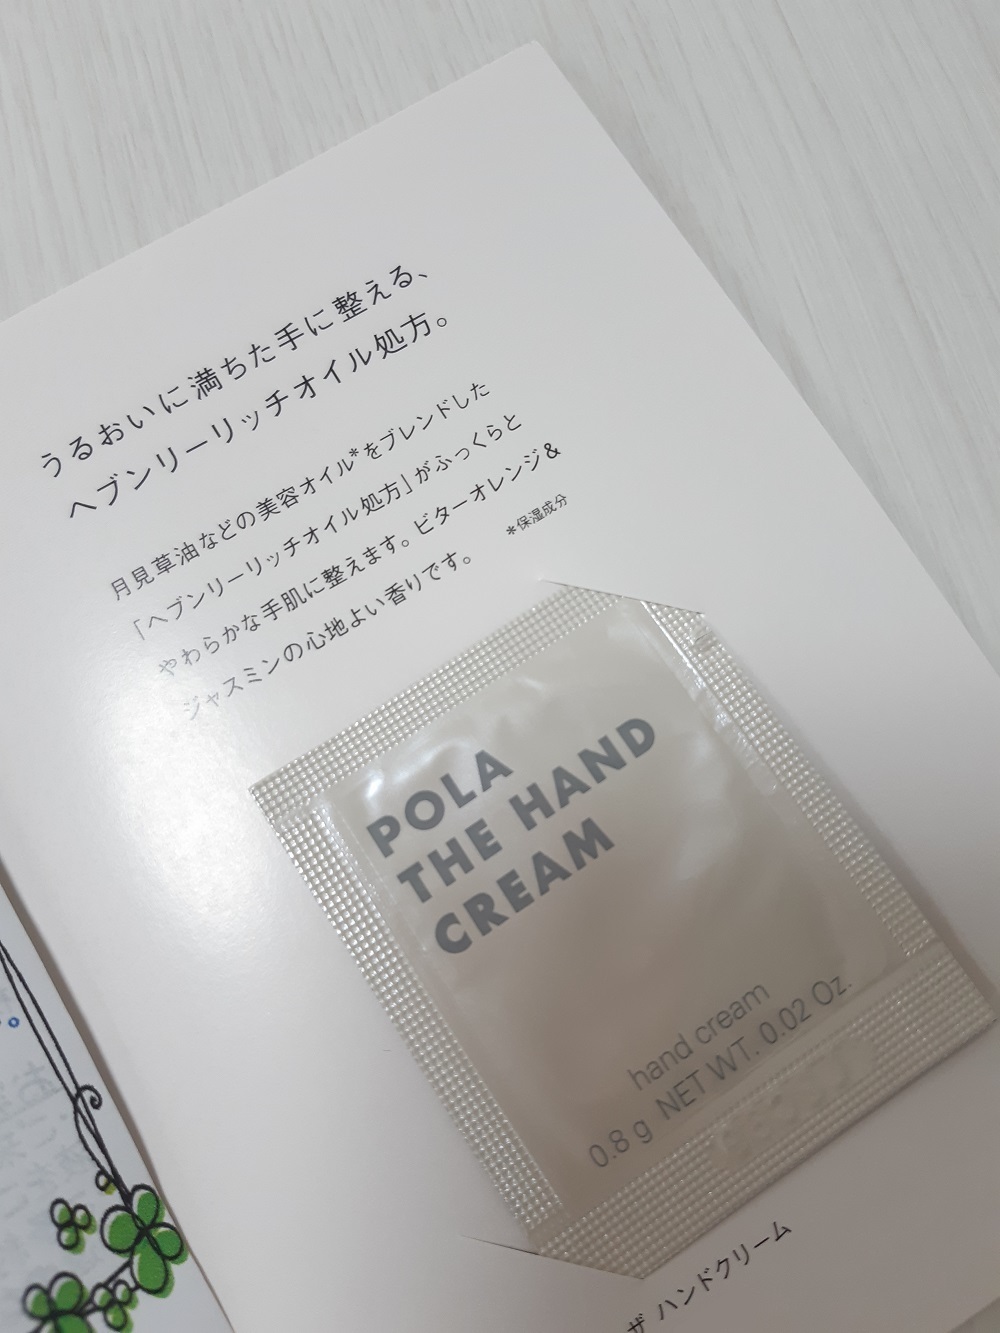 うるおいに満ちた手に整える、
ヘブンリーリッチオイル処方。
月見草油などの美容オイル*をブレンドした
「ヘブンリーリッチオイル処方」がふっくらと
やわらかな手肌に整えます。ビターオレンジ&
ジャスミンの心地よい香りです。
*保湿成分
POLA
THE HAND
CREAM
hand cream
0.8 g NET WT. 0.02 Oz.
ザ ハンドクリーム